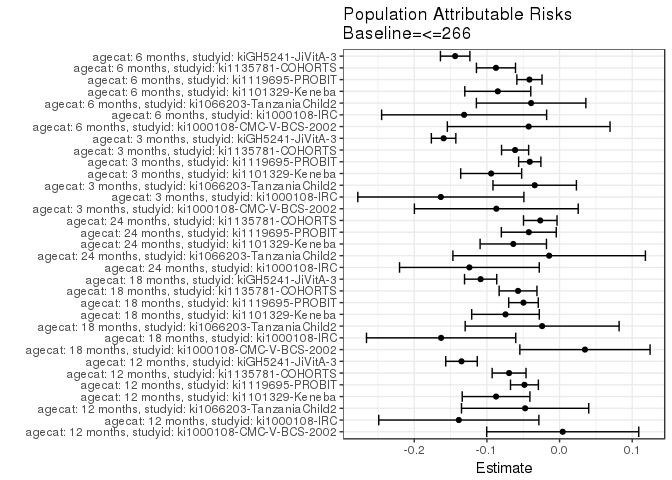 Population Attributable Risks
Baseline=<=266
agecat: 6 months, studyid: kiGH5241-JiVitA-3
agecat: 6 months, studyid: ki1135781-COHORTS
agecat: 6 months, studyid: ki1119695-PROBIT
agecat: 6 months, studyid: ki1101329-Keneba
agecat: 6 months, studyid: ki1066203-TanzaniaChild2
agecat: 6 months, studyid: ki1000108-IRC
agecat: 6 months, studyid: ki1000108-CMC-V-BCS-2002
agecat: 3 months, studyid: kiGH5241-JiVitA-3
agecat: 3 months, studyid: ki1135781-COHORTS
agecat: 3 months, studyid: ki1119695-PROBIT
agecat: 3 months, studyid: ki1101329-Keneba
agecat: 3 months, studyid: ki1066203-TanzaniaChild2
agecat: 3 months, studyid: ki1000108-IRC
agecat: 3 months, studyid: ki1000108-CMC-V-BCS-2002
agecat: 24 months, studyid: ki1135781-COHORTS
agecat: 24 months, studyid: ki1119695-PROBIT
agecat: 24 months, studyid: ki1101329-Keneba
agecat: 24 months, studyid: ki1066203-TanzaniaChild2
agecat: 24 months, studyid: ki1000108-IRC
agecat: 18 months, studyid: kiGH5241-JiVitA-3
agecat: 18 months, studyid: ki1135781-COHORTS
agecat: 18 months, studyid: ki1119695-PROBIT
agecat: 18 months, studyid: ki1101329-Keneba
agecat: 18 months, studyid: ki1066203-TanzaniaChild2
agecat: 18 months, studyid: ki1000108-IRC
agecat: 18 months, studyid: ki1000108-CMC-V-BCS-2002
agecat: 12 months, studyid: kiGH5241-JiVitA-3
agecat: 12 months, studyid: ki1135781-COHORTS
agecat: 12 months, studyid: ki1119695-PROBIT
agecat: 12 months, studyid: ki1101329-Keneba
agecat: 12 months, studyid: ki1066203-TanzaniaChild2
agecat: 12 months, studyid: ki1000108-IRC
agecat: 12 months, studyid: ki1000108-CMC-V-BCS-2002
-0.2 -0.1 0.0 0.1
Estimate